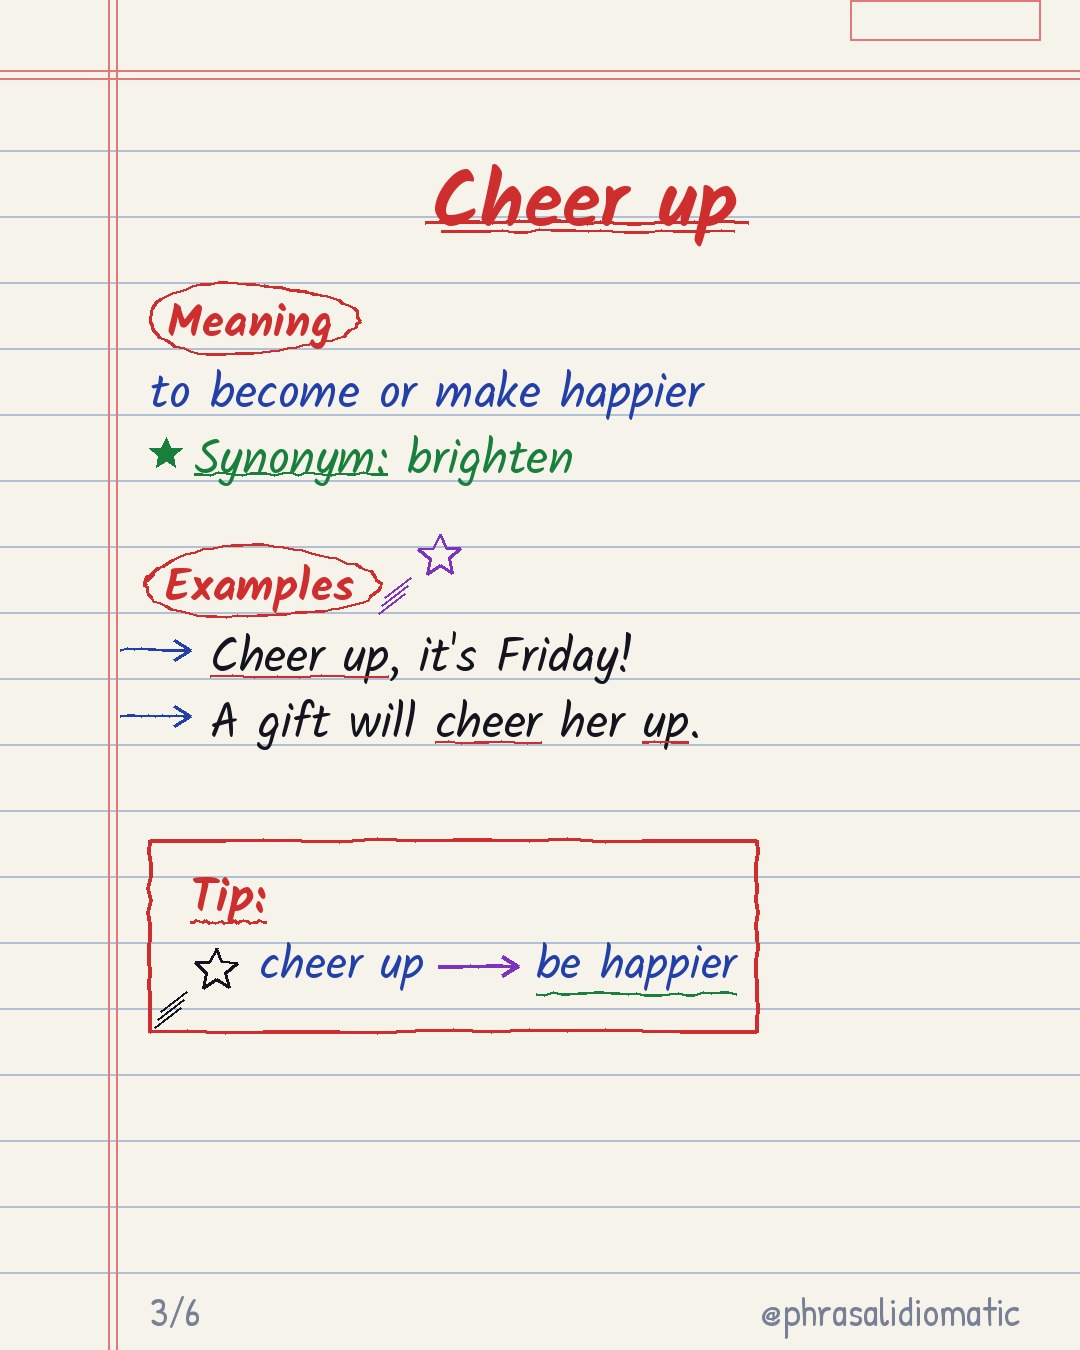 Cheer up
Meaning
to become or make happier
Synonym: brighten
Examples
Cheer up, it's Friday!
A gift will cheer her up.
Tip:
cheer up → be happier
3/6
@phrasalidiomatic